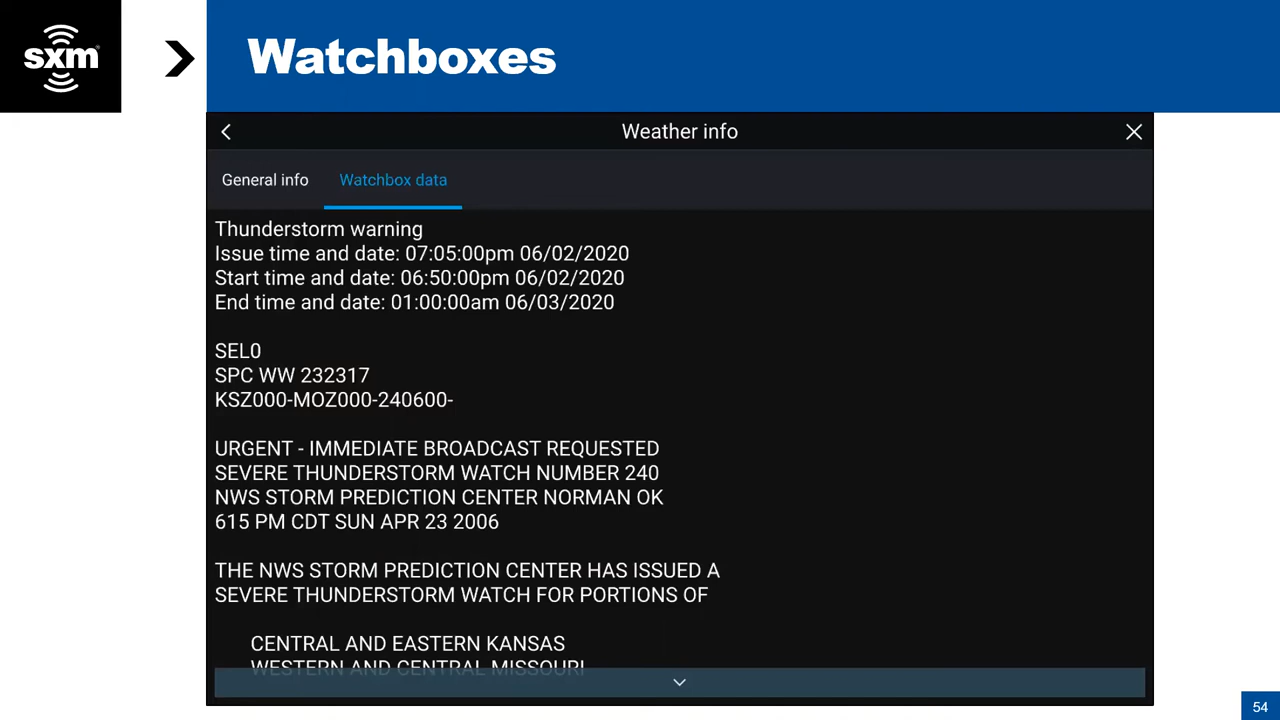 sxm
Watchboxes
Weather info
General info
Watchbox data
Thunderstorm warning
Issue time and date: 07:05:00pm 06/02/2020
Start time and date: 06:50:00pm 06/02/2020
End time and date: 01:00:00am 06/03/2020
SEL0
SPC WW 232317
KSZ000-MOZ000-240600-
URGENT - IMMEDIATE BROADCAST REQUESTED
SEVERE THUNDERSTORM WATCH NUMBER 240
NWS STORM PREDICTION CENTER NORMAN OK
615 PM CDT SUN APR 23 2006
THE NWS STORM PREDICTION CENTER HAS ISSUED A
SEVERE THUNDERSTORM WATCH FOR PORTIONS OF
CENTRAL AND EASTERN KANSAS
WESTERN AND CENTRAL MISSOURI
54